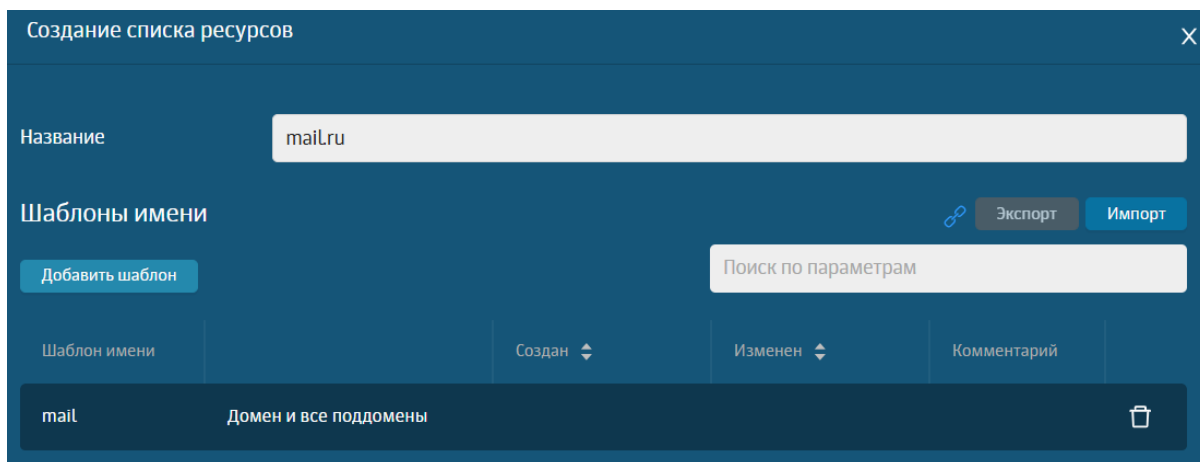 Создание списка ресурсов
X
Название
mail.ru
Шаблоны имени
Экспорт
Импорт
Добавить шаблон
Поиск по параметрам
Шаблон имени
Создан
Изменен
Комментарий
mail
Домен и все поддомены